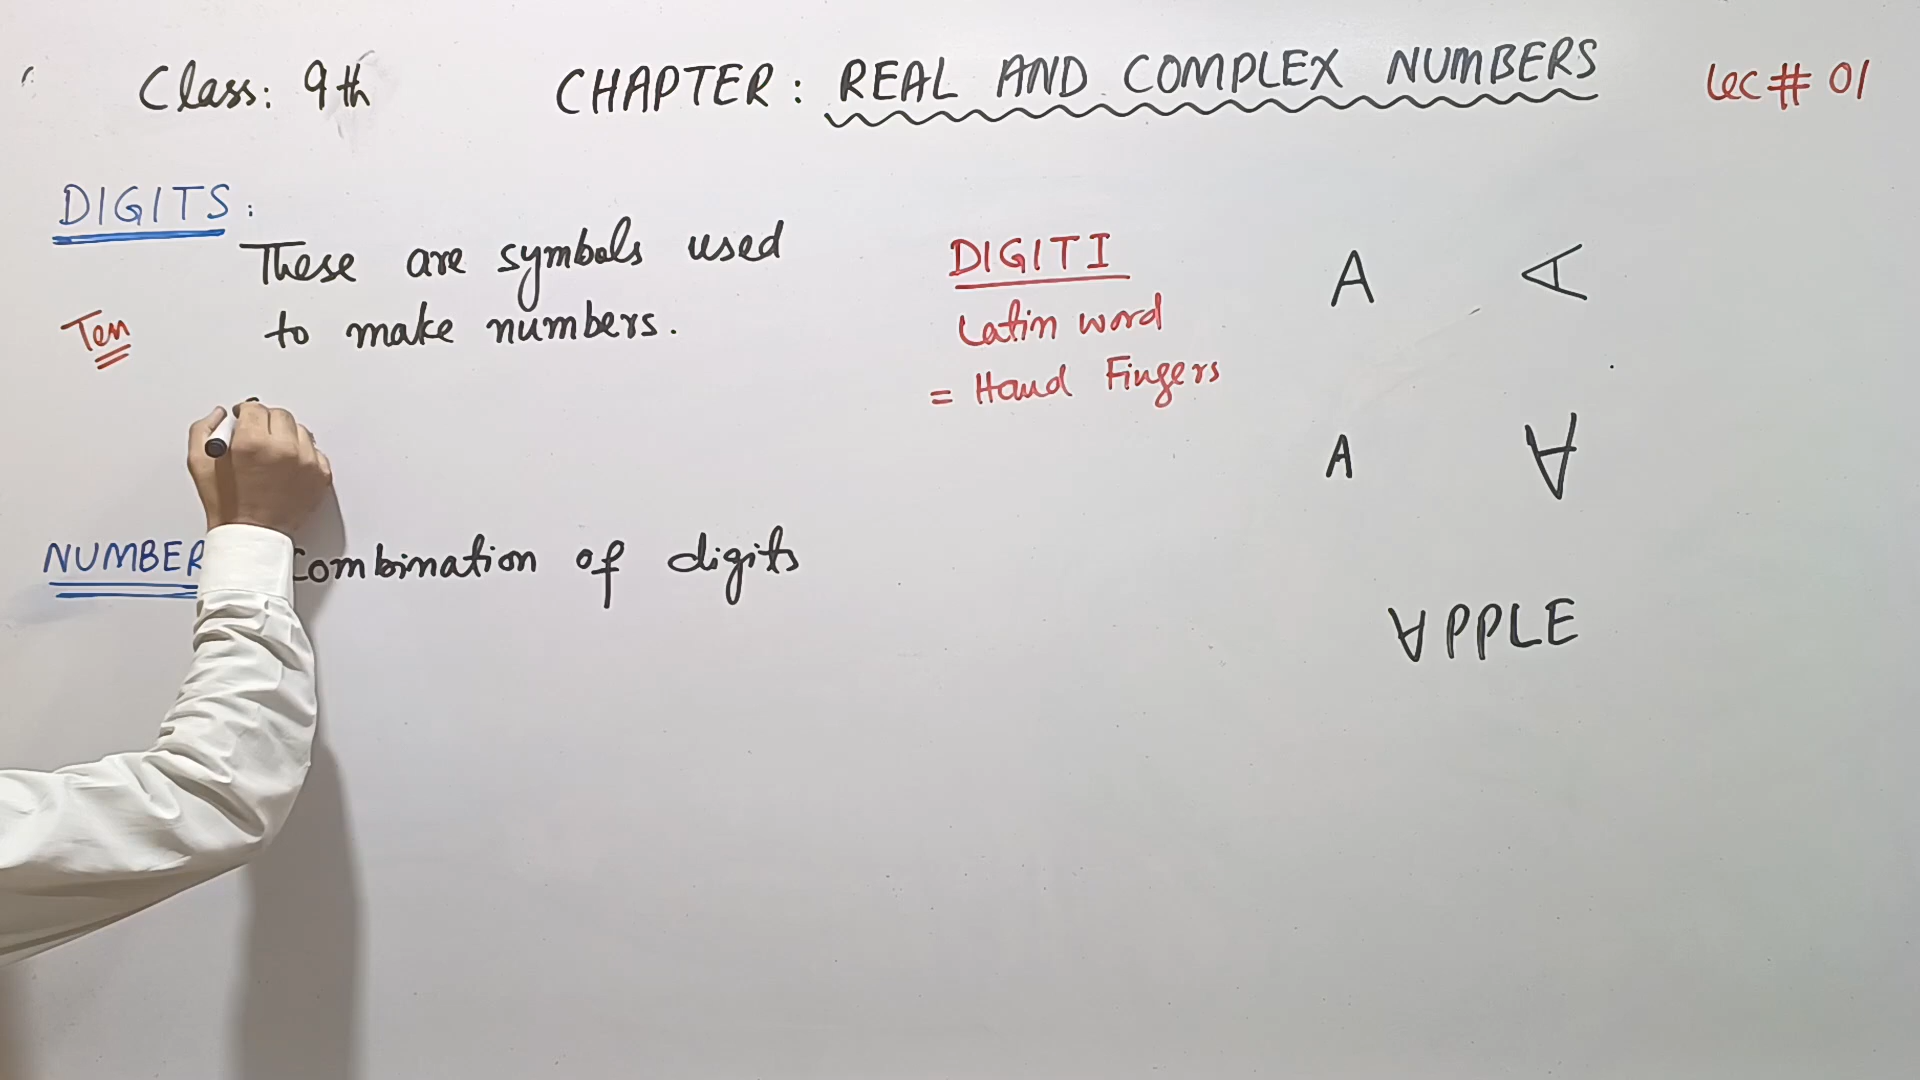 Class: 9th
CHAPTER: REAL AND COMPLEX NUMBERS
Lec # 01
DIGITS:
These are symbols used
to make numbers.
Ten
DIGITI
Latin word
= Hand Fingers
A
A
A
∀
NUMBER
Combination of digits
∀PPLE